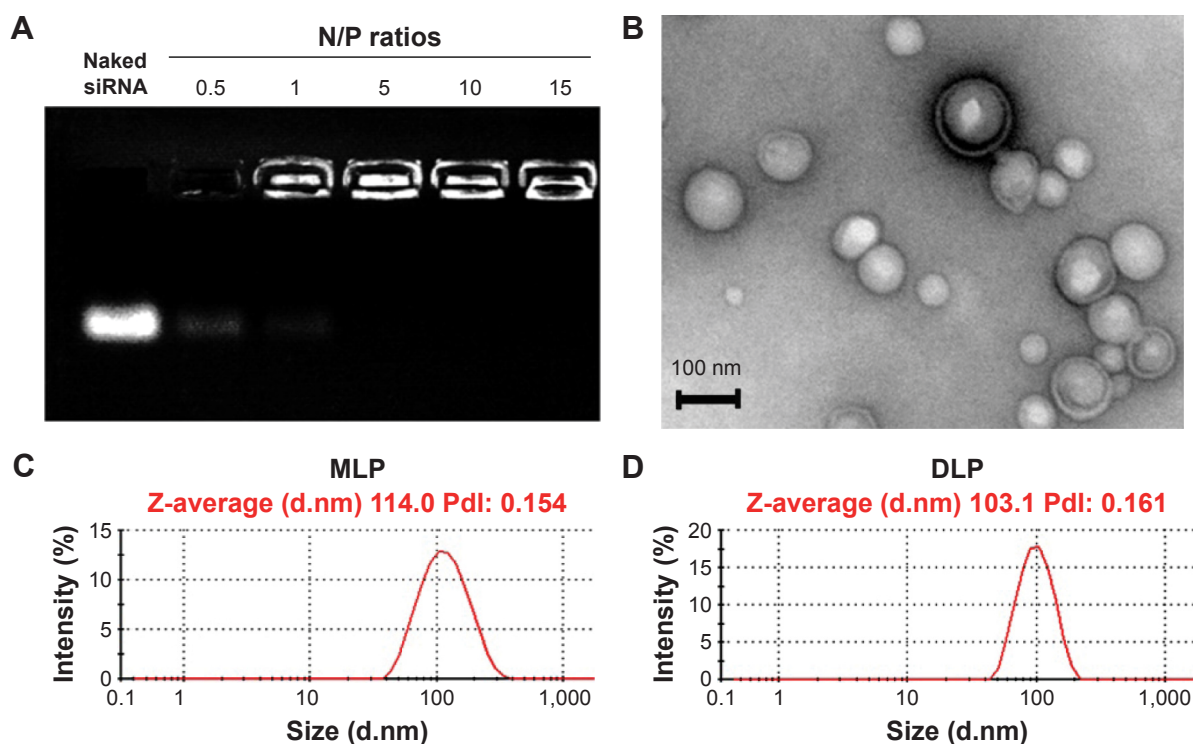 A
N/P ratios
Naked
siRNA
0.5 1 5 10 15
B
100 nm
C
MLP
Z-average (d.nm) 114.0 PdI: 0.154
Intensity (%)
15
10
5
0
0.1 1 10 100 1,000
Size (d.nm)
D
DLP
Z-average (d.nm) 103.1 PdI: 0.161
Intensity (%)
20
15
10
5
0
0.1 1 10 100 1,000
Size (d.nm)